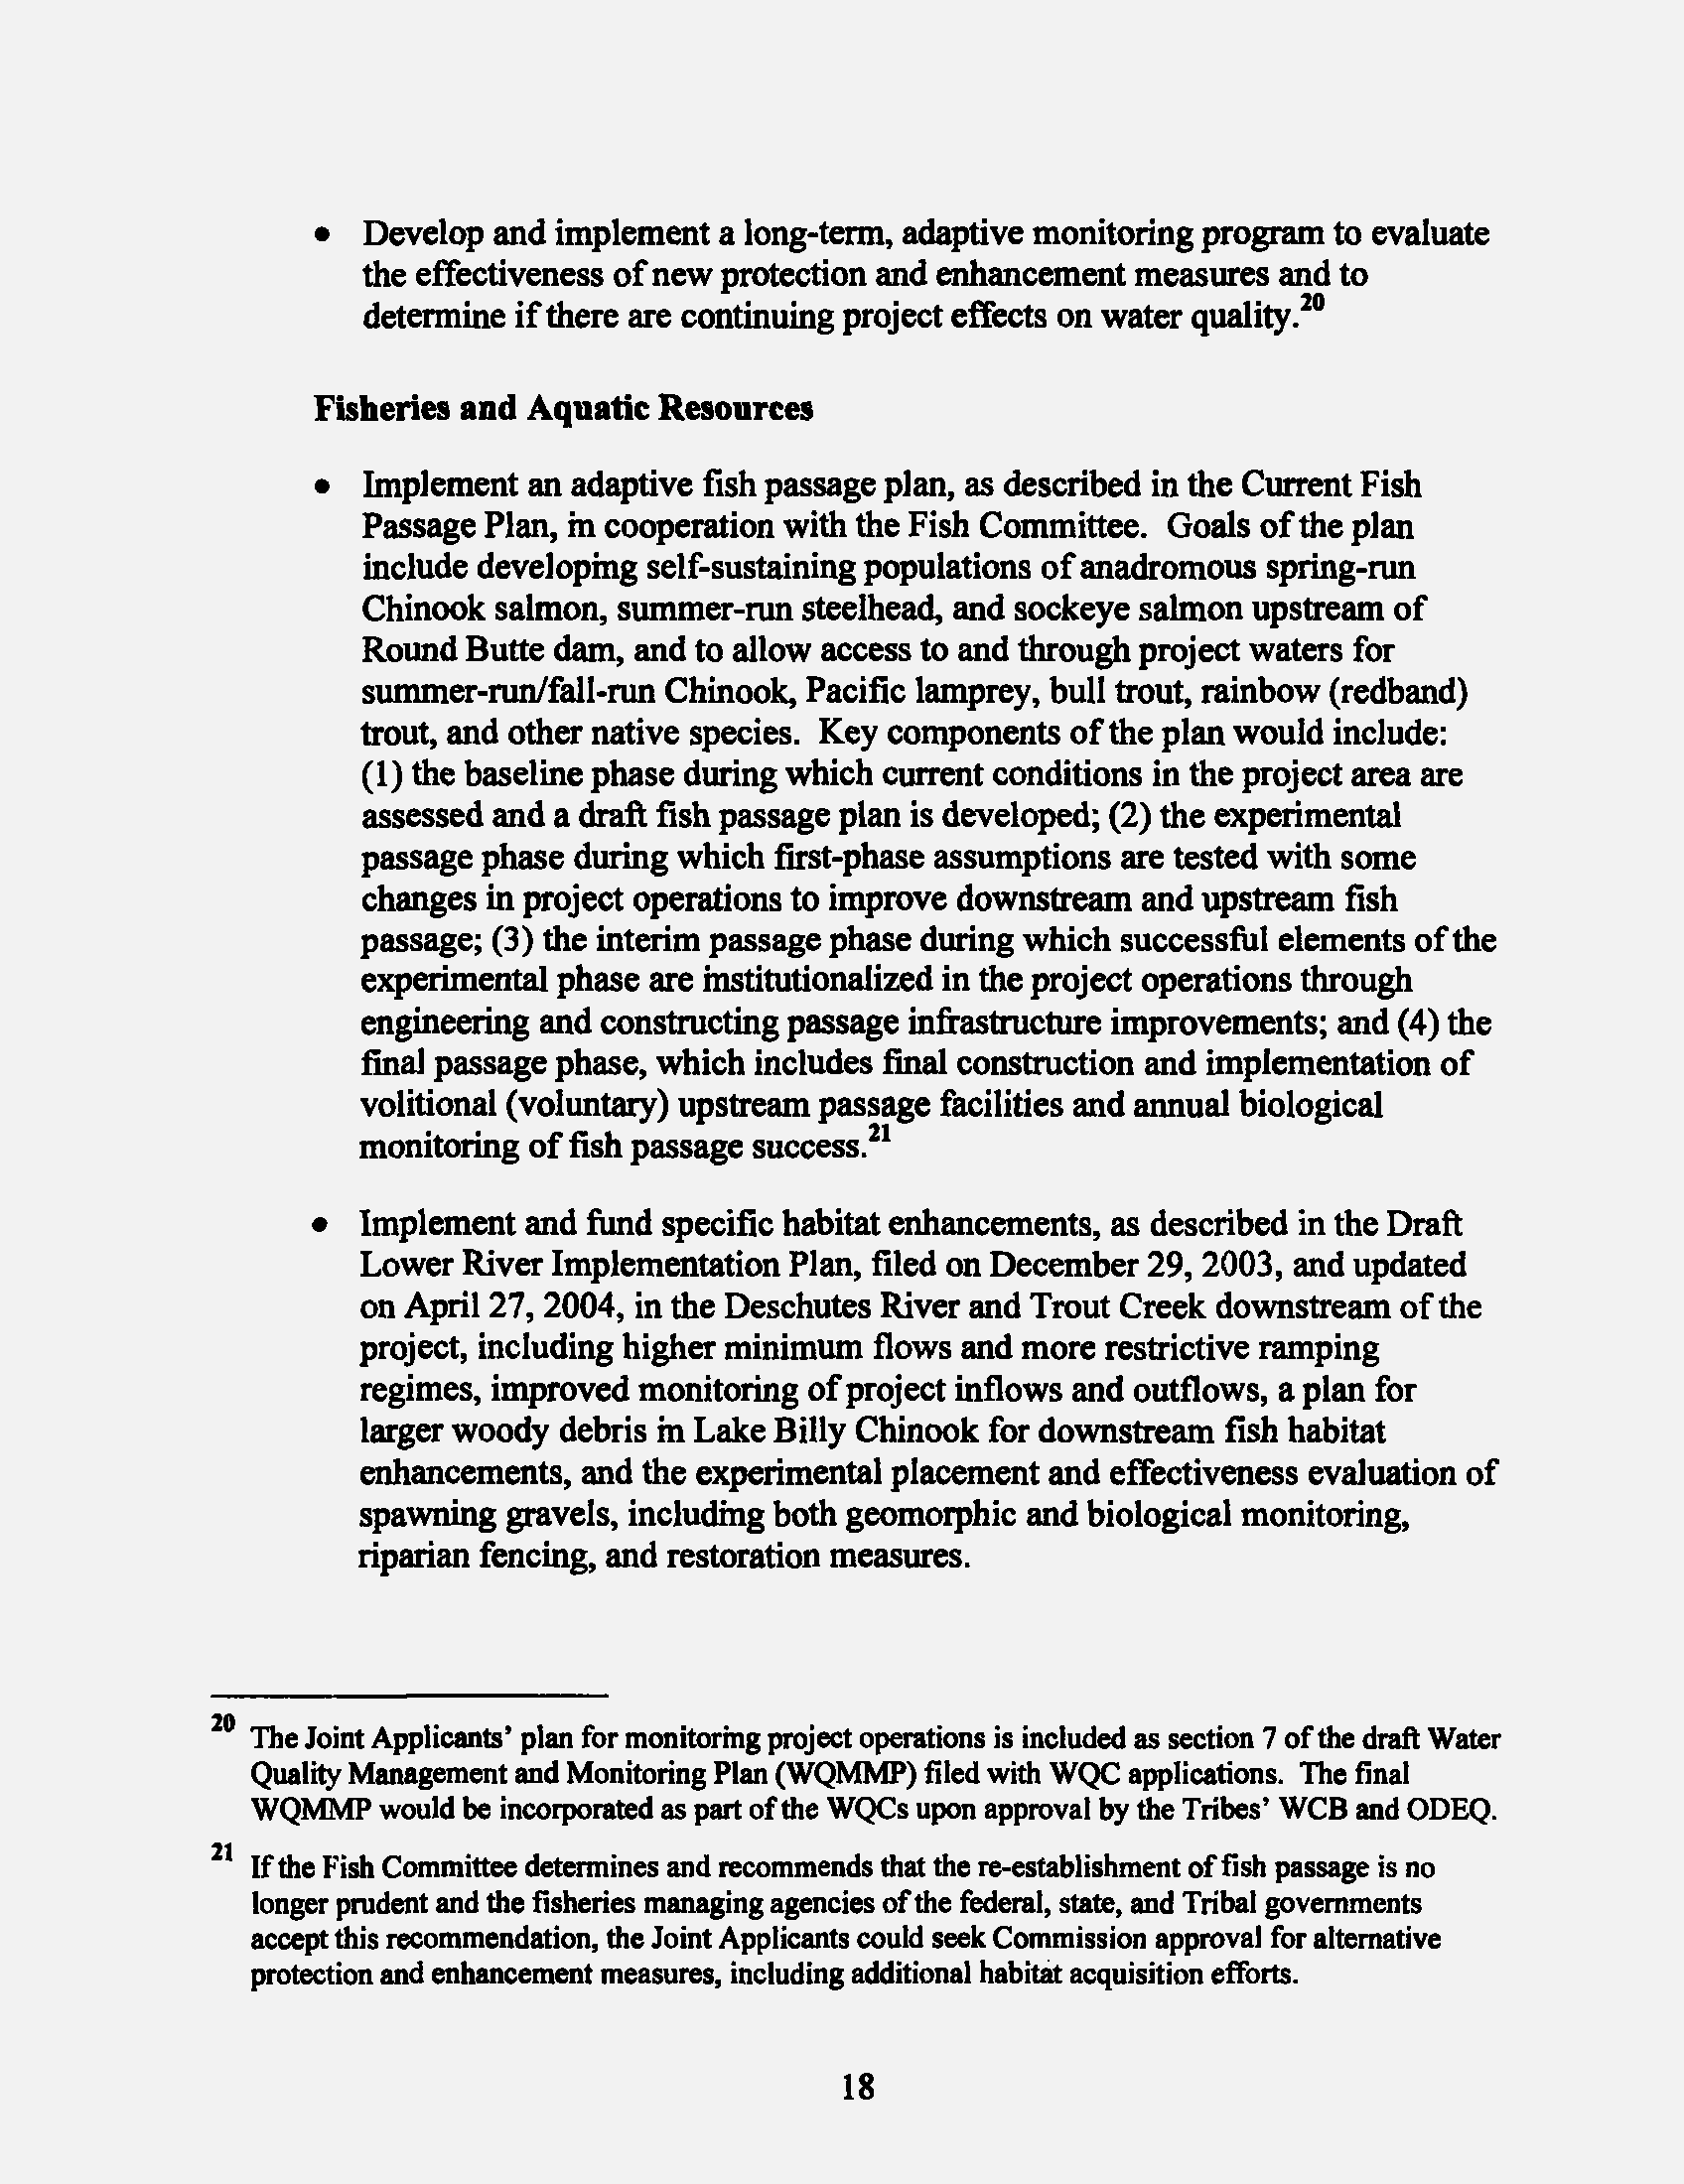 • Develop and implement a long-term, adaptive monitoring program to evaluate
the effectiveness of new protection and enhancement measures and to
determine if there are continuing project effects on water quality.20
Fisheries and Aquatic Resources
• Implement an adaptive fish passage plan, as described in the Current Fish
Passage Plan, in cooperation with the Fish Committee. Goals of the plan
include developing self-sustaining populations of anadromous spring-run
Chinook salmon, summer-run steelhead, and sockeye salmon upstream of
Round Butte dam, and to allow access to and through project waters for
summer-run/fall-run Chinook, Pacific lamprey, bull trout, rainbow (redband)
trout, and other native species. Key components of the plan would include:
(1) the baseline phase during which current conditions in the project area are
assessed and a draft fish passage plan is developed; (2) the experimental
passage phase during which first-phase assumptions are tested with some
changes in project operations to improve downstream and upstream fish
passage; (3) the interim passage phase during which successful elements of the
experimental phase are institutionalized in the project operations through
engineering and constructing passage infrastructure improvements; and (4) the
final passage phase, which includes final construction and implementation of
volitional (voluntary) upstream passage facilities and annual biological
monitoring of fish passage success.21
• Implement and fund specific habitat enhancements, as described in the Draft
Lower River Implementation Plan, filed on December 29, 2003, and updated
on April 27, 2004, in the Deschutes River and Trout Creek downstream of the
project, including higher minimum flows and more restrictive ramping
regimes, improved monitoring of project inflows and outflows, a plan for
larger woody debris in Lake Billy Chinook for downstream fish habitat
enhancements, and the experimental placement and effectiveness evaluation of
spawning gravels, including both geomorphic and biological monitoring,
riparian fencing, and restoration measures.
20 The Joint Applicants' plan for monitoring project operations is included as section 7 of the draft Water
Quality Management and Monitoring Plan (WQMMP) filed with WQC applications. The final
WQMMP would be incorporated as part of the WQCs upon approval by the Tribes' WCB and ODEQ.
21 If the Fish Committee determines and recommends that the re-establishment of fish passage is no
longer prudent and the fisheries managing agencies of the federal, state, and Tribal governments
accept this recommendation, the Joint Applicants could seek Commission approval for alternative
protection and enhancement measures, including additional habitat acquisition efforts.
18